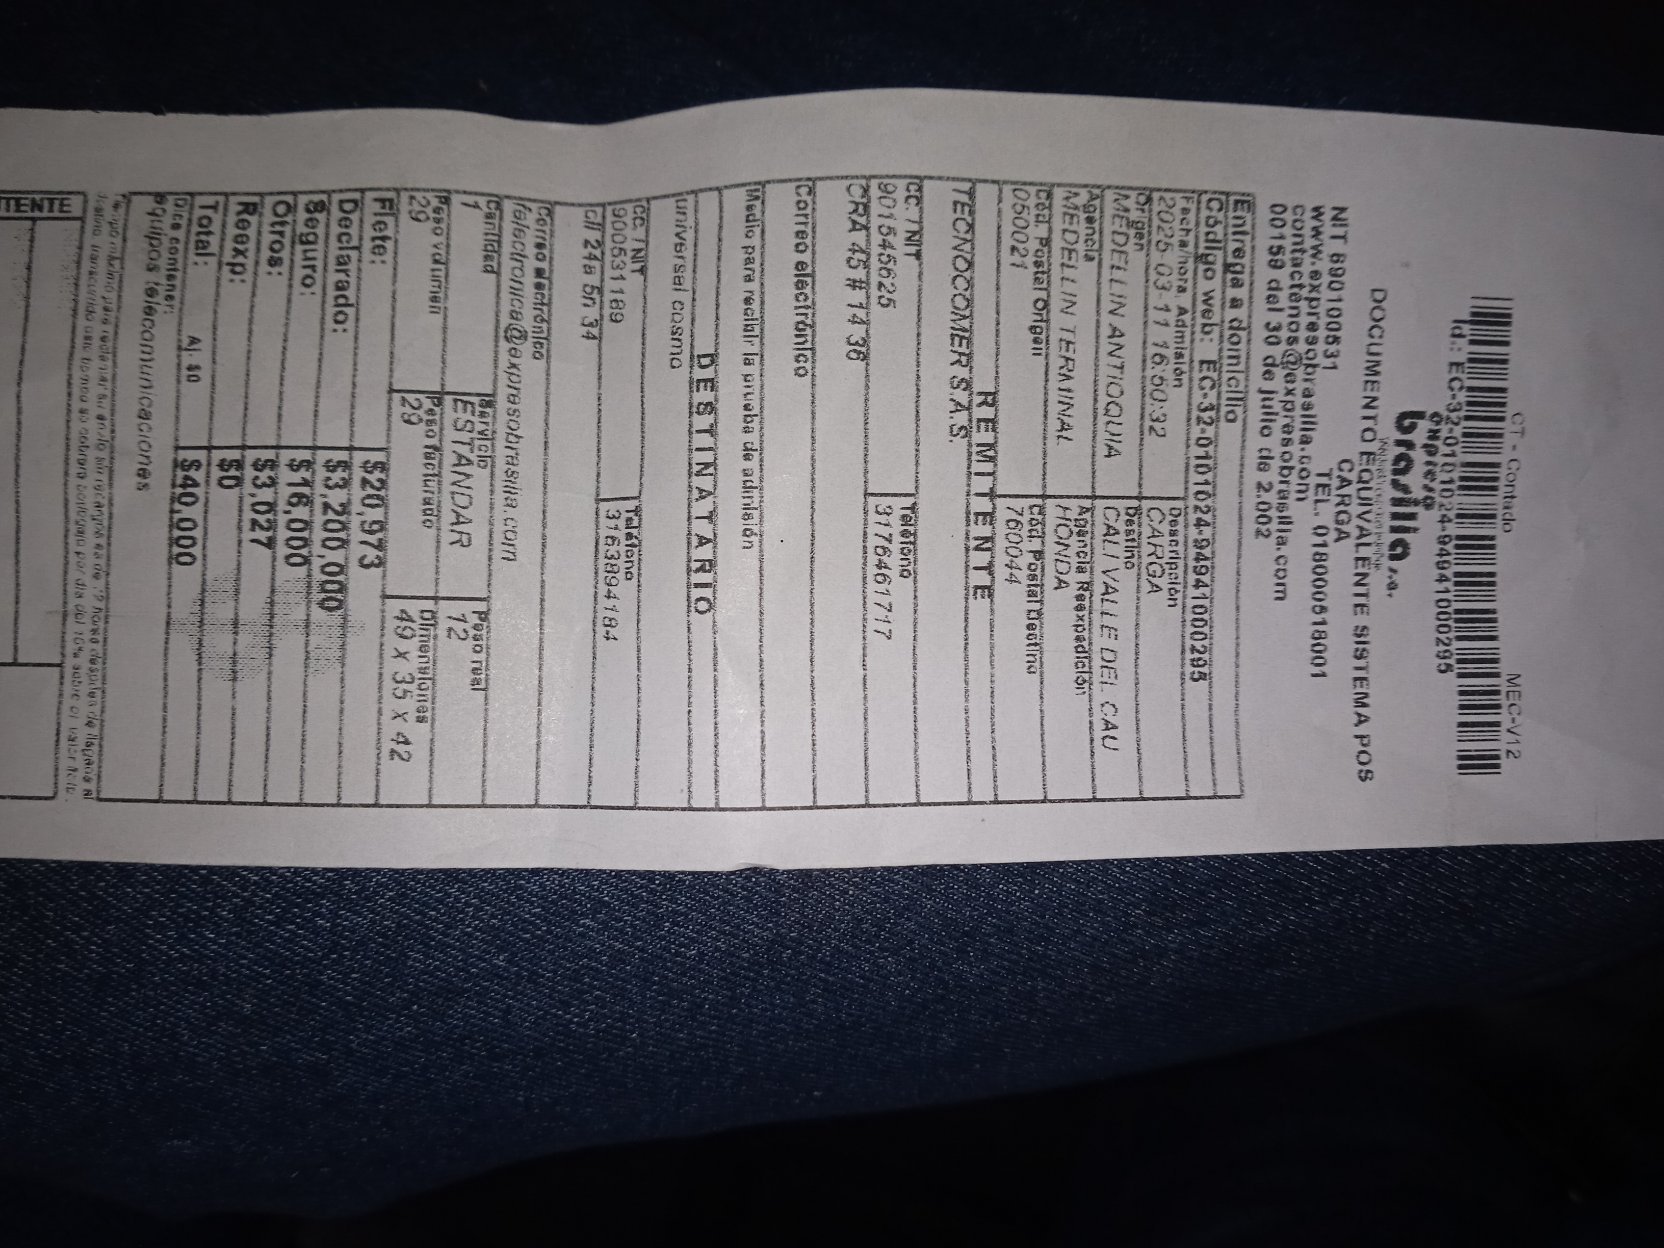 CT - Contado MEC-V12
Id.: EC-32-0101024-94941000295
expreso
brasilia s.a.
DOCUMENTO EQUIVALENTE SISTEMA POS
CARGA
NIT 890100531 TEL. 018000518001
www.expresobrasilia.com
contactenos@expresobrasilia.com
00159 del 30 de julio de 2.002
Entrega a domicilio
Código web: EC-32-0101024-94941000295
Fecha/hora. Admisión Descripción
2025-03-11 16:50:32 CARGA
Origen Destino
MEDELLIN ANTIOQUIA CALI VALLE DEL CAU
Agencia Agencia Reexpedición
MEDELLIN TERMINAL HONDA
Cód. Postal Origen Cód. Postal Destino
050021 760044
REMITENTE
TECNOCOMER S.A.S.
CC. / NIT Teléfono
901545625 3176461717
CRA 45 # 14 36
Correo electrónico
Medio para recibir la prueba de admisión
DESTINATARIO
universal cosmo
CC. / NIT Teléfono
900531189 3163894184
cll 24a 5n 34
Correo electrónico
felectronica@expresobrasilia.com
Cantidad Servicio Peso real
1 ESTANDAR 12
Peso volumen Peso facturado Dimensiones
29 29 49 X 35 X 42
Flete: $20,973
Declarado: $3,200,000
Seguro: $16,000
Otros: $3,027
Reexp: $0
Total: Aj. $0 $40,000
Dice contener:
equipos telecomunicaciones
TENTE